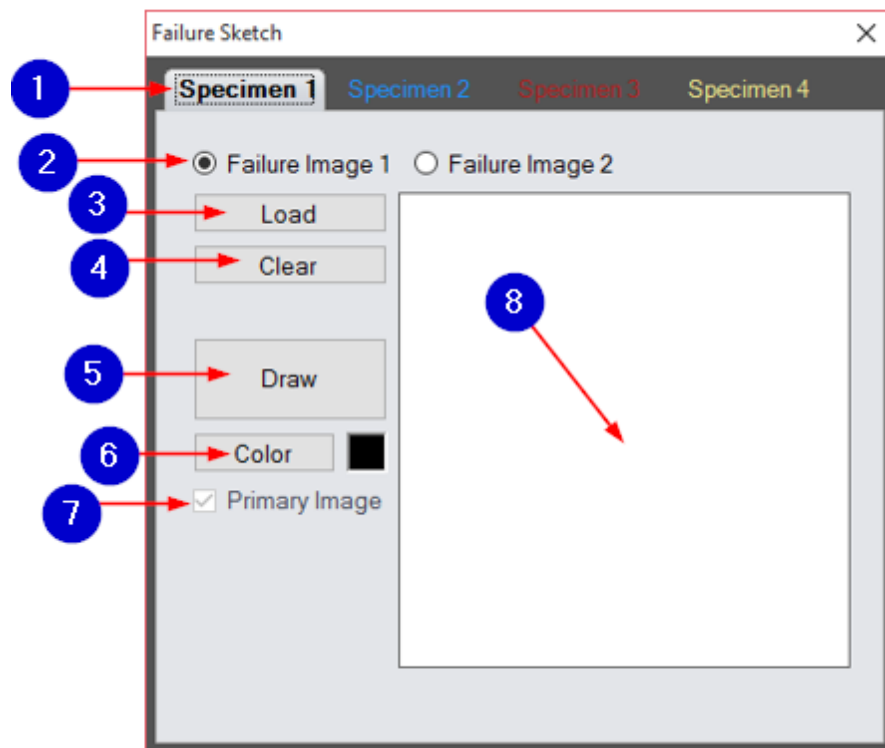 Failure Sketch
1 Specimen 1 Specimen 2 Specimen 3 Specimen 4
2 Failure Image 1 Failure Image 2
3 Load
4 Clear
8
5 Draw
6 Color
7 Primary Image